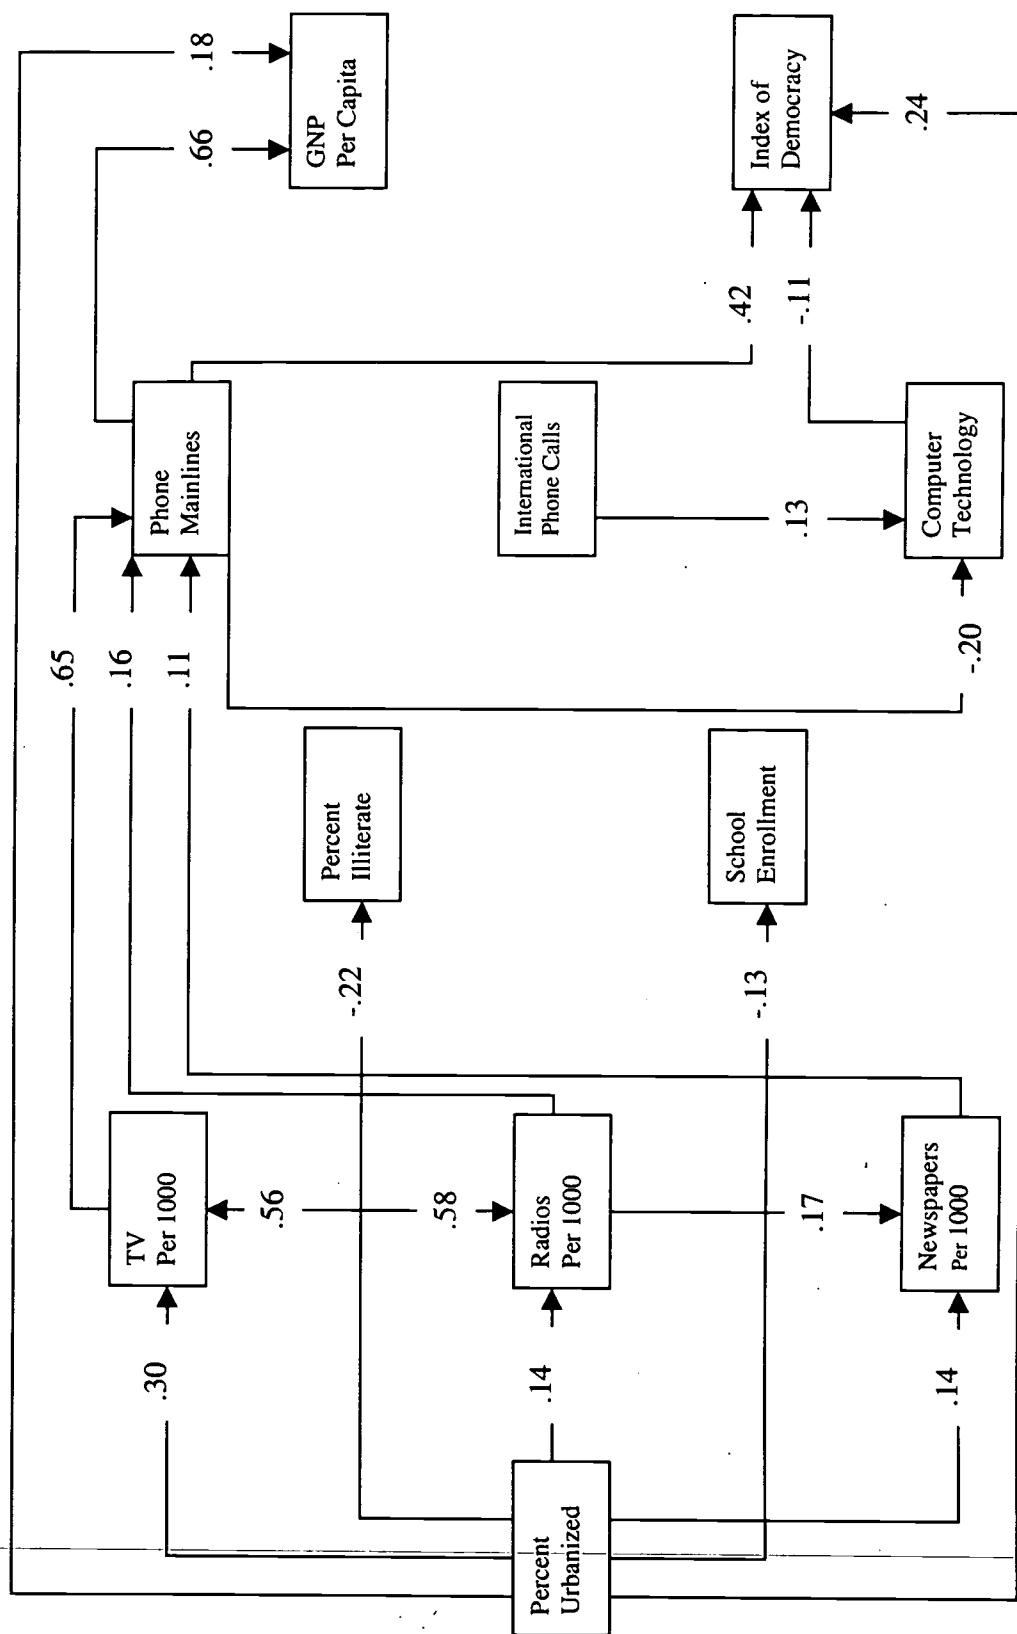 .18
.66
GNP
Per Capita
.65
.16
.11
Phone
Mainlines
TV
Per 1000
.30
.56
.58
-.22
Percent
Illiterate
Percent
Urbanized
.14
Radios
Per 1000
International
Phone Calls
.42
-.11
Index of
Democracy
.13
.17
-.13
School
Enrollment
.14
Newspapers
Per 1000
-.20
Computer
Technology
.24